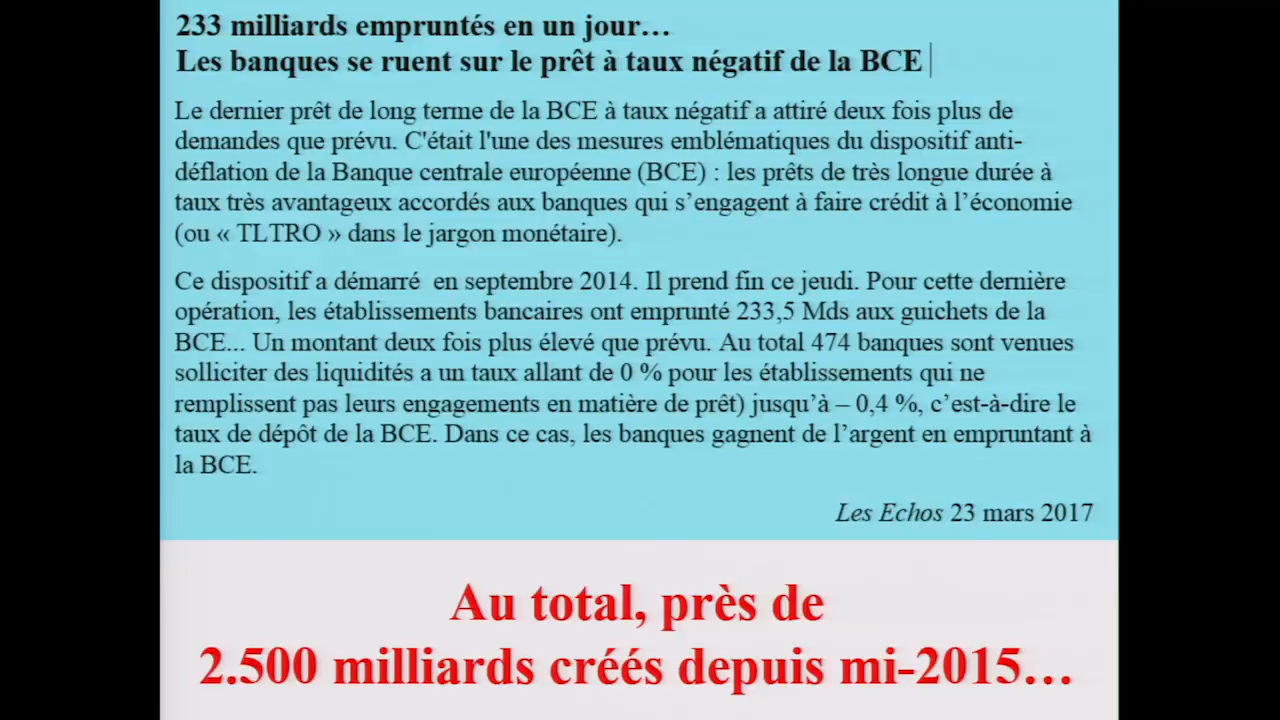 233 milliards empruntés en un jour…
Les banques se ruent sur le prêt à taux négatif de la BCE
Le dernier prêt de long terme de la BCE à taux négatif a attiré deux fois plus de
demandes que prévu. C'était l'une des mesures emblématiques du dispositif anti-
déflation de la Banque centrale européenne (BCE) : les prêts de très longue durée à
taux très avantageux accordés aux banques qui s’engagent à faire crédit à l’économie
(ou « TLTRO » dans le jargon monétaire).
Ce dispositif a démarré  en septembre 2014. Il prend fin ce jeudi. Pour cette dernière
opération, les établissements bancaires ont emprunté 233,5 Mds aux guichets de la
BCE... Un montant deux fois plus élevé que prévu. Au total 474 banques sont venues
solliciter des liquidités a un taux allant de 0 % pour les établissements qui ne
remplissent pas leurs engagements en matière de prêt) jusqu’à – 0,4 %, c’est-à-dire le
taux de dépôt de la BCE. Dans ce cas, les banques gagnent de l’argent en empruntant à
la BCE.
Les Echos 23 mars 2017
Au total, près de
2.500 milliards créés depuis mi-2015…